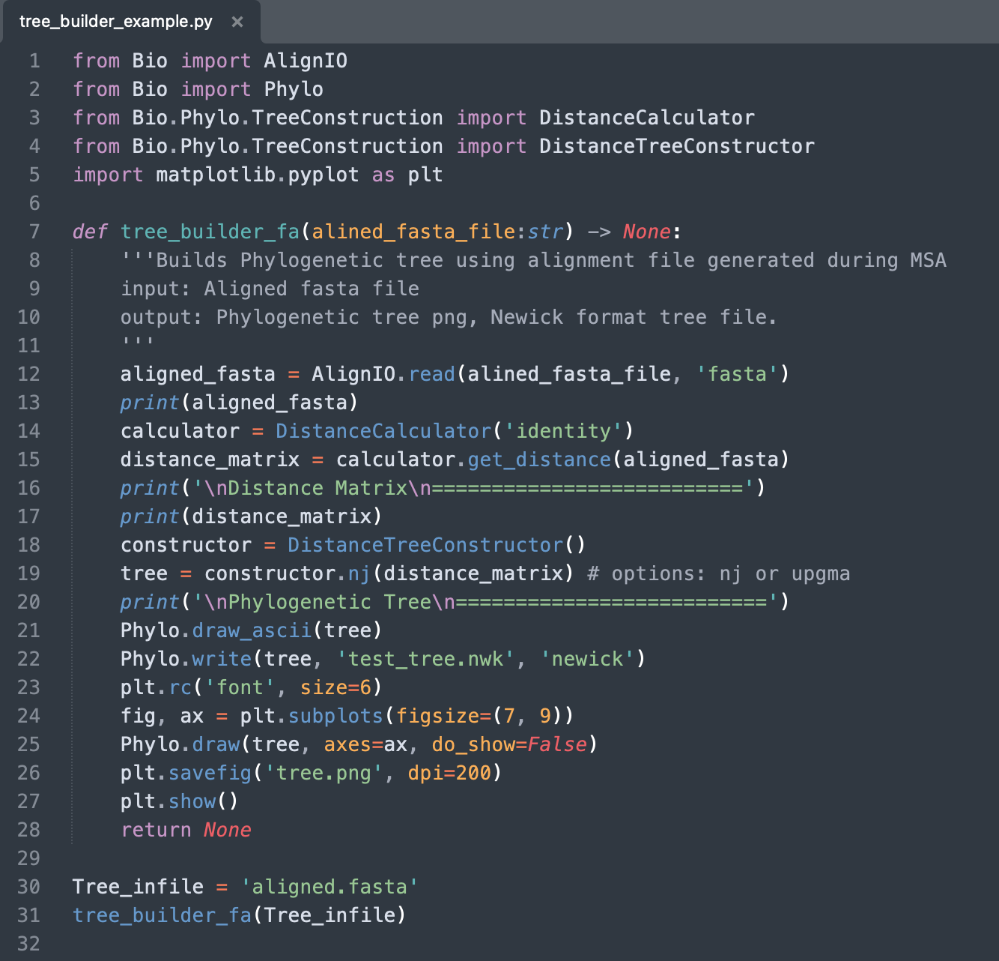 tree_builder_example.py ×
1 from Bio import AlignIO
2 from Bio import Phylo
3 from Bio.Phylo.TreeConstruction import DistanceCalculator
4 from Bio.Phylo.TreeConstruction import DistanceTreeConstructor
5 import matplotlib.pyplot as plt
6
7 def tree_builder_fa(alined_fasta_file:str) -> None:
8     '''Builds Phylogenetic tree using alignment file generated during MSA
9     input: Aligned fasta file
10     output: Phylogenetic tree png, Newick format tree file.
11     '''
12     aligned_fasta = AlignIO.read(alined_fasta_file, 'fasta')
13     print(aligned_fasta)
14     calculator = DistanceCalculator('identity')
15     distance_matrix = calculator.get_distance(aligned_fasta)
16     print('\nDistance Matrix\n==========================')
17     print(distance_matrix)
18     constructor = DistanceTreeConstructor()
19     tree = constructor.nj(distance_matrix) # options: nj or upgma
20     print('\nPhylogenetic Tree\n==========================')
21     Phylo.draw_ascii(tree)
22     Phylo.write(tree, 'test_tree.nwk', 'newick')
23     plt.rc('font', size=6)
24     fig, ax = plt.subplots(figsize=(7, 9))
25     Phylo.draw(tree, axes=ax, do_show=False)
26     plt.savefig('tree.png', dpi=200)
27     plt.show()
28     return None
29
30 Tree_infile = 'aligned.fasta'
31 tree_builder_fa(Tree_infile)
32